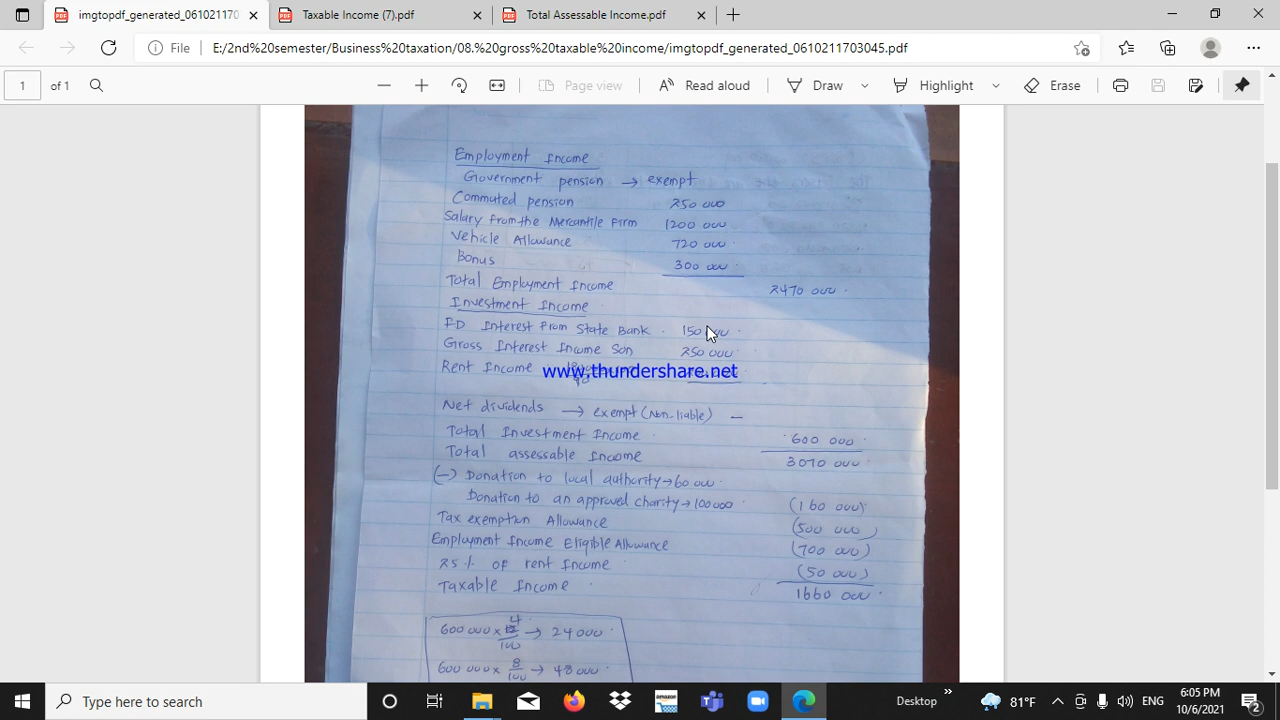 imgtopdf_generated_0610211703045
Taxable Income (7).pdf
Total Assessable Income.pdf
File
E:/2nd%20semester/Business%20taxation/08.%20gross%20taxable%20income/imgtopdf_generated_0610211703045.pdf
1 of 1
Page view
Read aloud
Draw
Highlight
Erase
Employment Income
Government pension → exempt
Commuted pension 250 000
Salary from the Mercantile Firm 1200 000
Vehicle Allowance 720 000
Bonus 300 000
Total Employment Income 2470 000
Investment Income
FD Interest From State Bank 150 000
Gross Interest Income Son 250 000
Rent Income
www.thundershare.net
Net dividends → exempt (Non-liable) –
Total Investment Income 600 000
Total assessable Income 3070 000
(-) Donation to local authority → 60 000
Donation to an approved charity → 100000 (160 000)
Tax exemption Allowance (500 000)
Employment Income Eligible Allowance (700 000)
25% of rent Income (50 000)
Taxable Income 1660 000
600 000 × 4/100 → 24 000
600 000 × 8/100 → 48 000
Type here to search
amazon
Desktop
81°F
ENG
6:05 PM
10/6/2021
2